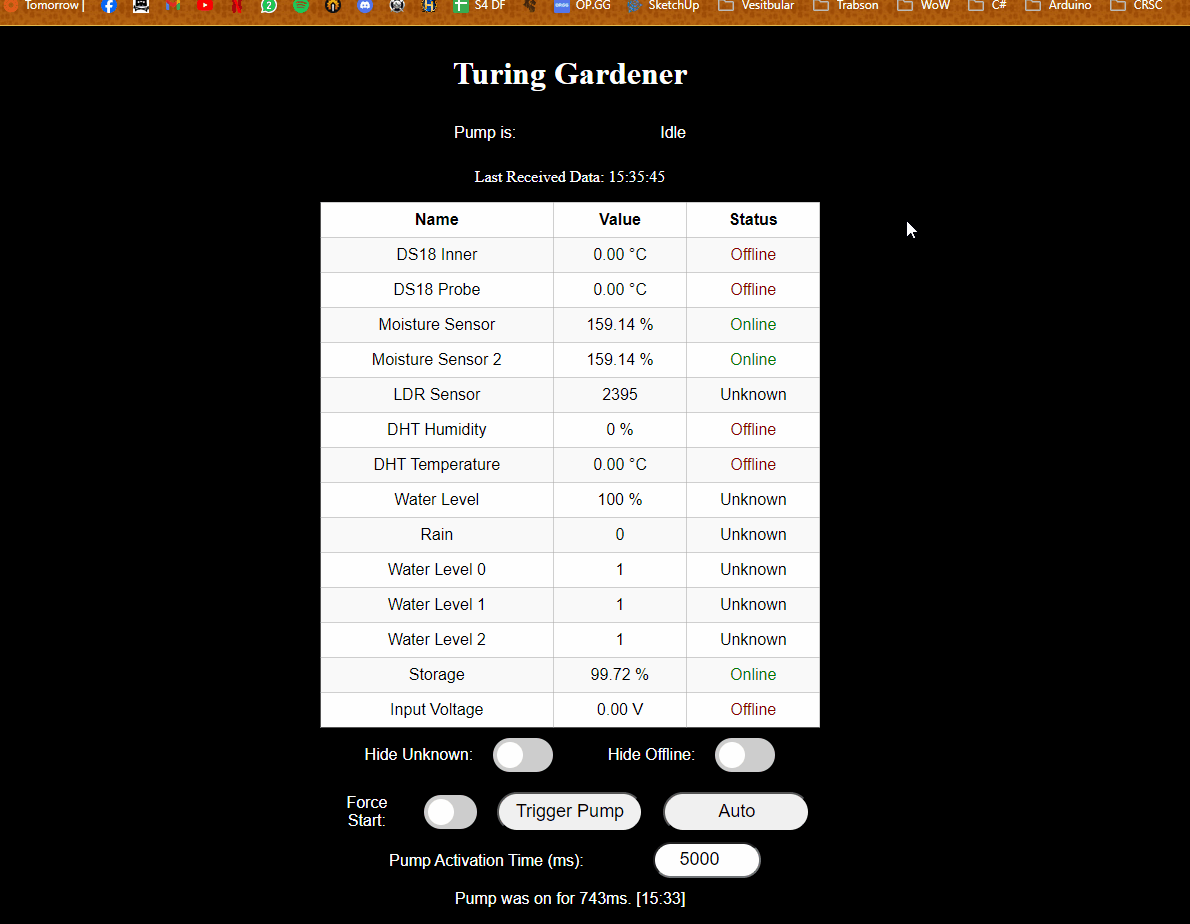 Tomorrow | 2 S4 DF OP.GG SketchUp Vesitbular Trabson WoW C# Arduino CRSC
Turing Gardener
Pump is: Idle
Last Received Data: 15:35:45
Name Value Status
DS18 Inner 0.00 °C Offline
DS18 Probe 0.00 °C Offline
Moisture Sensor 159.14 % Online
Moisture Sensor 2 159.14 % Online
LDR Sensor 2395 Unknown
DHT Humidity 0 % Offline
DHT Temperature 0.00 °C Offline
Water Level 100 % Unknown
Rain 0 Unknown
Water Level 0 1 Unknown
Water Level 1 1 Unknown
Water Level 2 1 Unknown
Storage 99.72 % Online
Input Voltage 0.00 V Offline
Hide Unknown: Hide Offline:
Force
Start: Trigger Pump Auto
Pump Activation Time (ms): 5000
Pump was on for 743ms. [15:33]